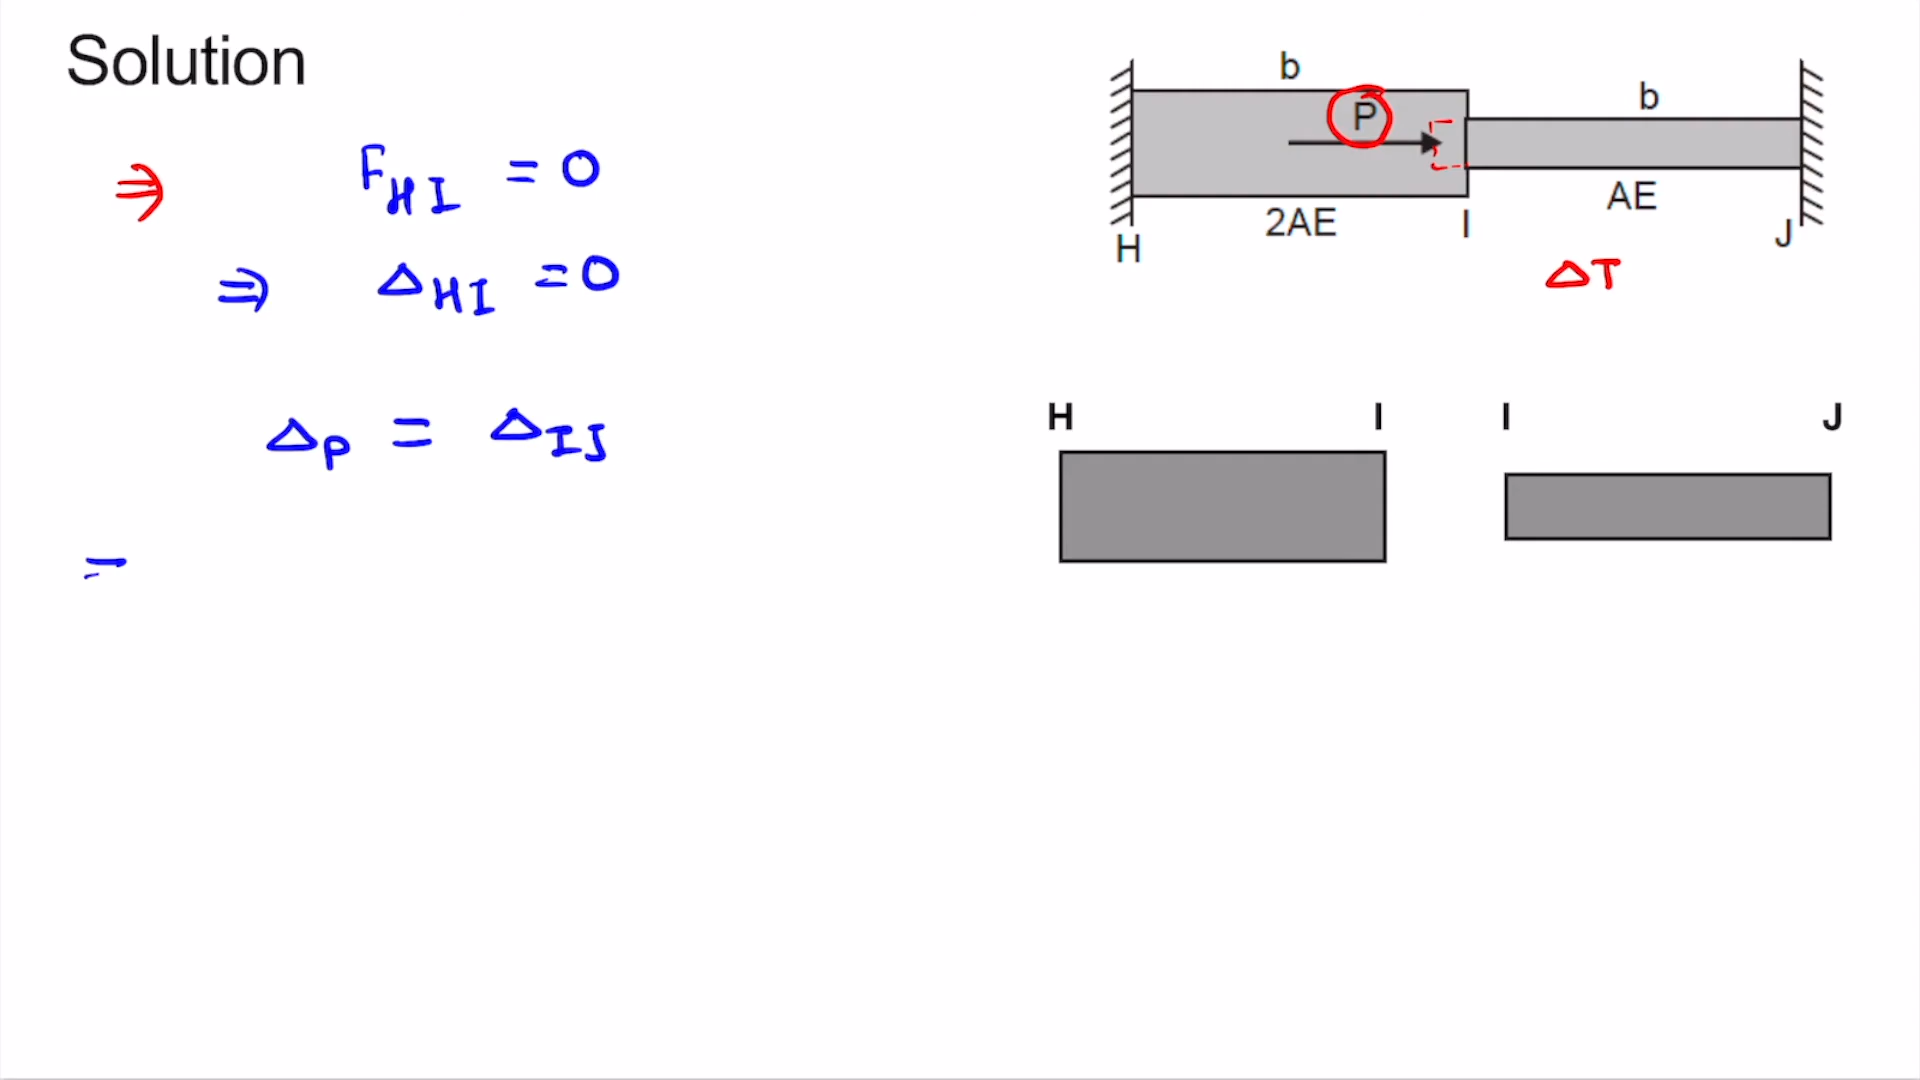 Solution
⇒ F_HI = 0
⇒ Δ_HI = 0
Δ_P = Δ_IJ
=
b
P
b
2AE
AE
H
I
J
ΔT
H I I J